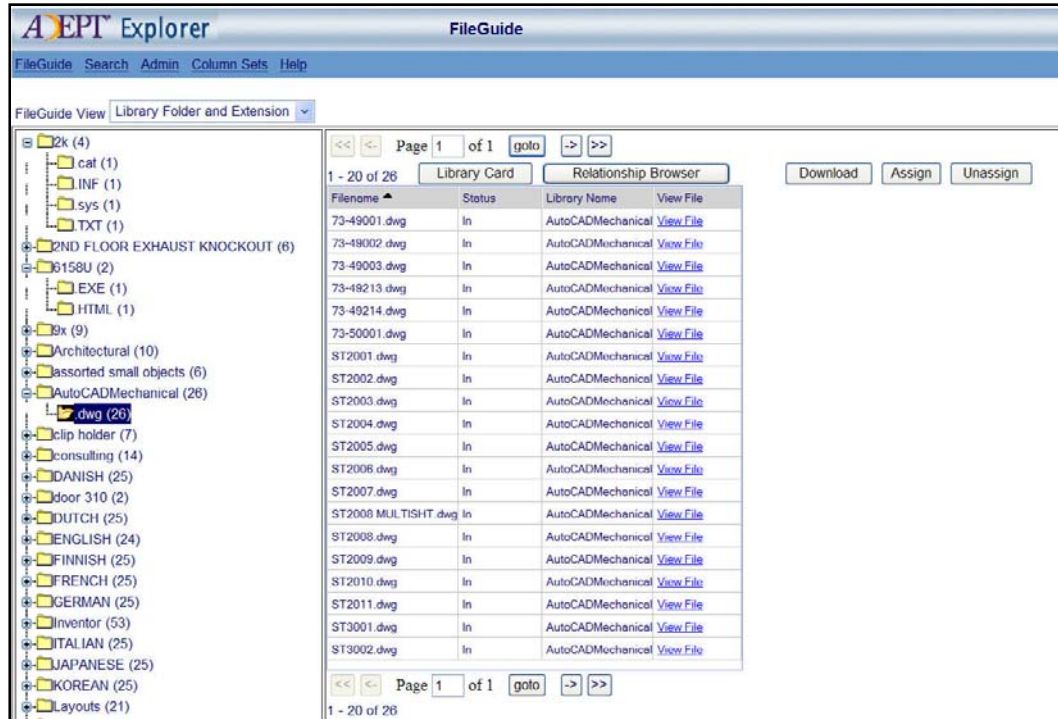 ADEPT Explorer
FileGuide
FileGuide Search Admin Column Sets Help
FileGuide View Library Folder and Extension
2k (4)
.cat (1)
.INF (1)
.sys (1)
.TXT (1)
2ND FLOOR EXHAUST KNOCKOUT (6)
6158U (2)
.EXE (1)
.HTML (1)
9x (9)
Architectural (10)
assorted small objects (6)
AutoCADMechanical (26)
.dwg (26)
clip holder (7)
consulting (14)
DANISH (25)
door 310 (2)
DUTCH (25)
ENGLISH (24)
FINNISH (25)
FRENCH (25)
GERMAN (25)
Inventor (53)
ITALIAN (25)
JAPANESE (25)
KOREAN (25)
Layouts (21)
<< <- Page 1 of 1 goto -> >>
1 - 20 of 26 Library Card Relationship Browser Download Assign Unassign
Filename Status Library Name View File
73-49001.dwg In AutoCADMechanical View File
73-49002.dwg In AutoCADMechanical View File
73-49003.dwg In AutoCADMechanical View File
73-49213.dwg In AutoCADMechanical View File
73-49214.dwg In AutoCADMechanical View File
73-50001.dwg In AutoCADMechanical View File
ST2001.dwg In AutoCADMechanical View File
ST2002.dwg In AutoCADMechanical View File
ST2003.dwg In AutoCADMechanical View File
ST2004.dwg In AutoCADMechanical View File
ST2005.dwg In AutoCADMechanical View File
ST2006.dwg In AutoCADMechanical View File
ST2007.dwg In AutoCADMechanical View File
ST2008 MULTISHT.dwg In AutoCADMechanical View File
ST2008.dwg In AutoCADMechanical View File
ST2009.dwg In AutoCADMechanical View File
ST2010.dwg In AutoCADMechanical View File
ST2011.dwg In AutoCADMechanical View File
ST3001.dwg In AutoCADMechanical View File
ST3002.dwg In AutoCADMechanical View File
<< <- Page 1 of 1 goto -> >>
1 - 20 of 26